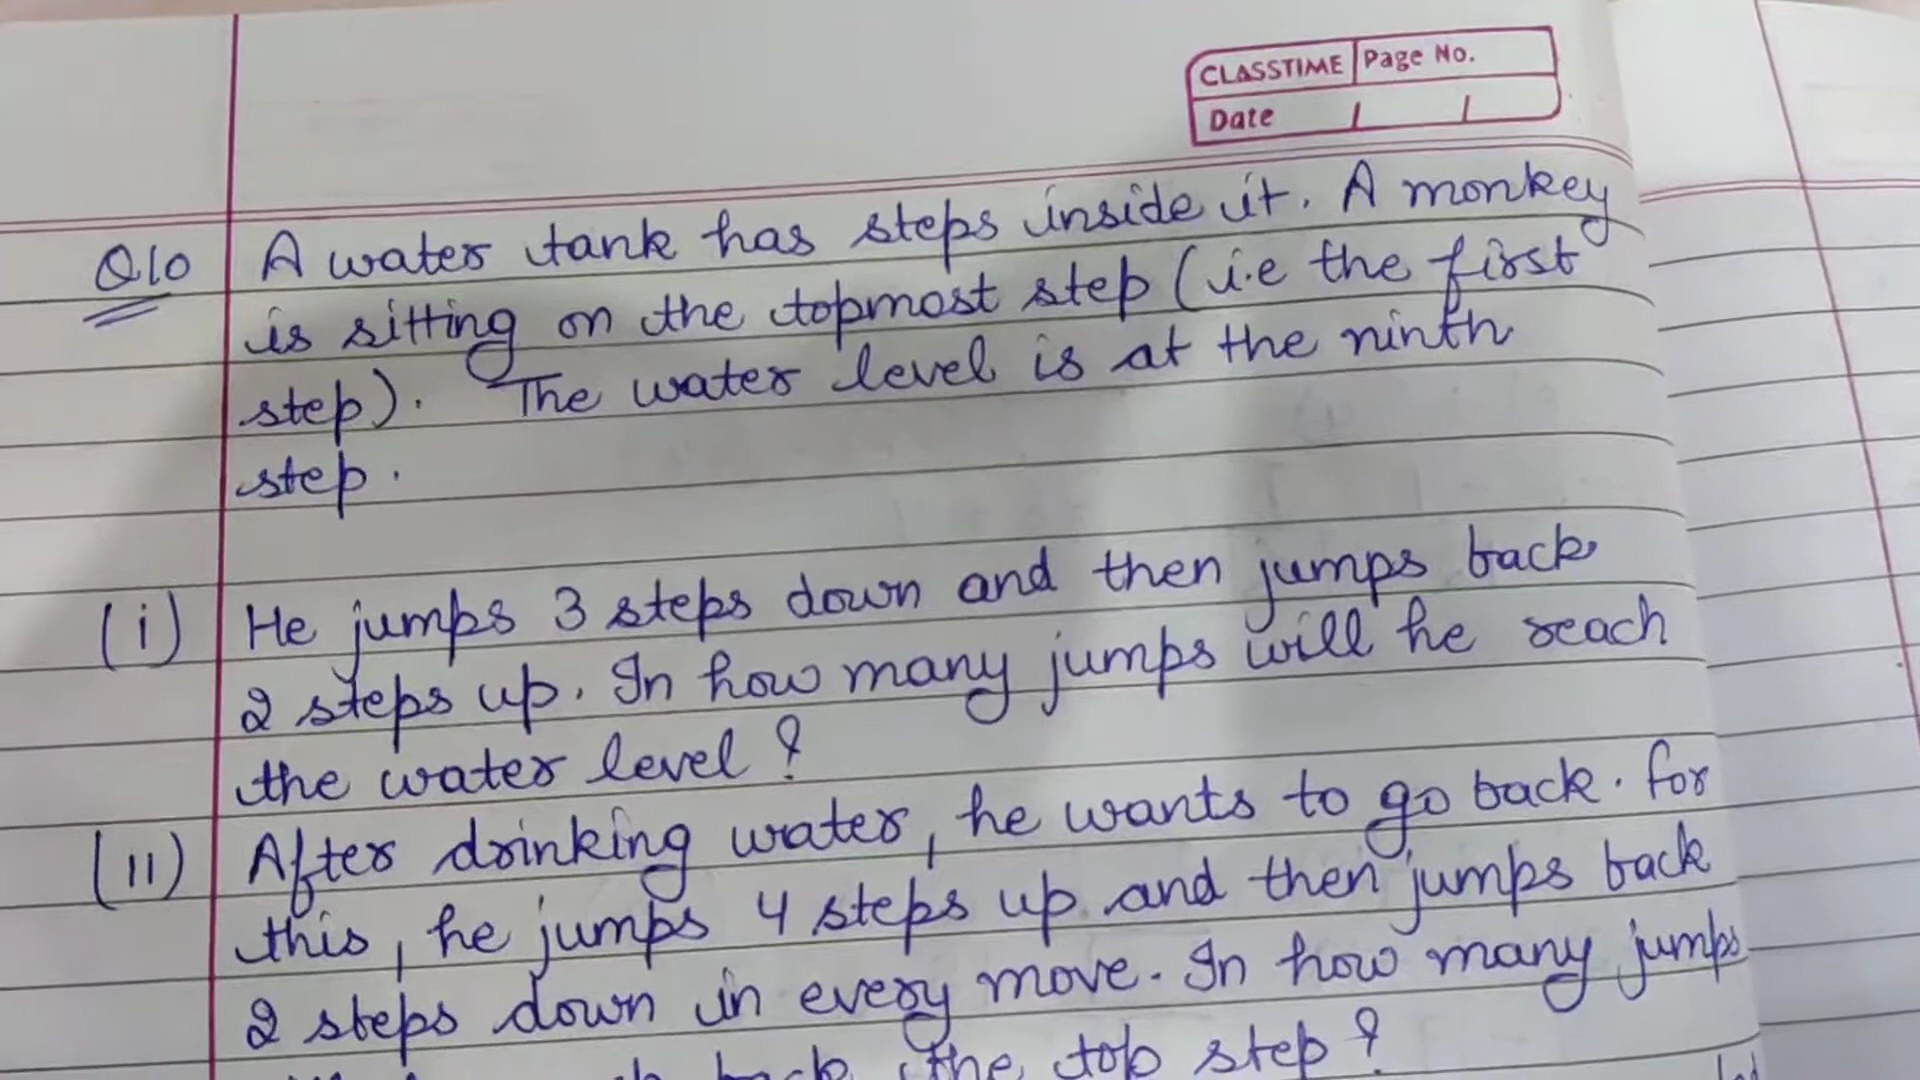 CLASSTIME Page No.
Date / /
Q10 A water tank has steps inside it. A monkey
is sitting on the topmost step (i.e the first
step). The water level is at the ninth
step.
(i) He jumps 3 steps down and then jumps back
2 steps up. In how many jumps will he reach
the water level?
(11) After drinking water, he wants to go back. For
this, he jumps 4 steps up and then jumps back
2 steps down in every move. In how many jumps
back the top step?